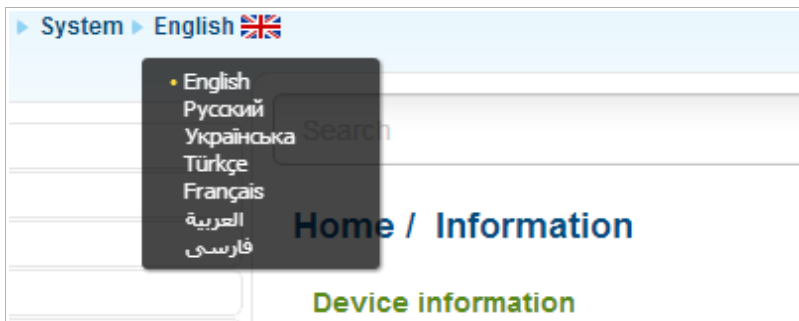 System English
English
Русский
Українська
Türkçe
Français
العربية
فارسی
Search
Home / Information
Device information